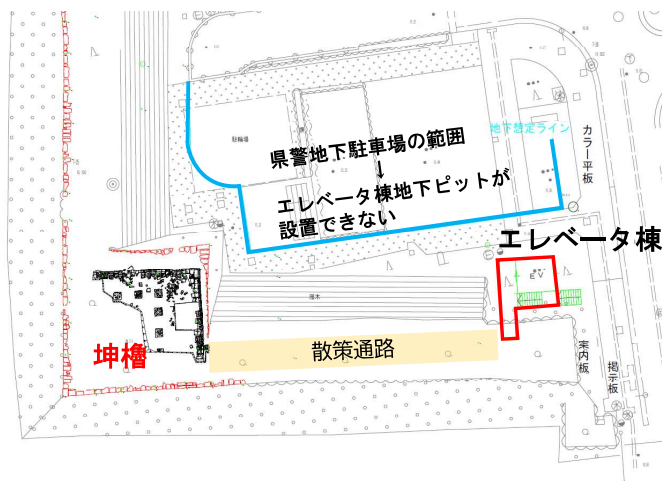 駐輪場
地下想定ライン
カラー平板
県警地下駐車場の範囲
↓
エレベータ棟地下ピットが
設置できない
エレベータ棟
EV
坤櫓
散策通路
案内板
掲示板